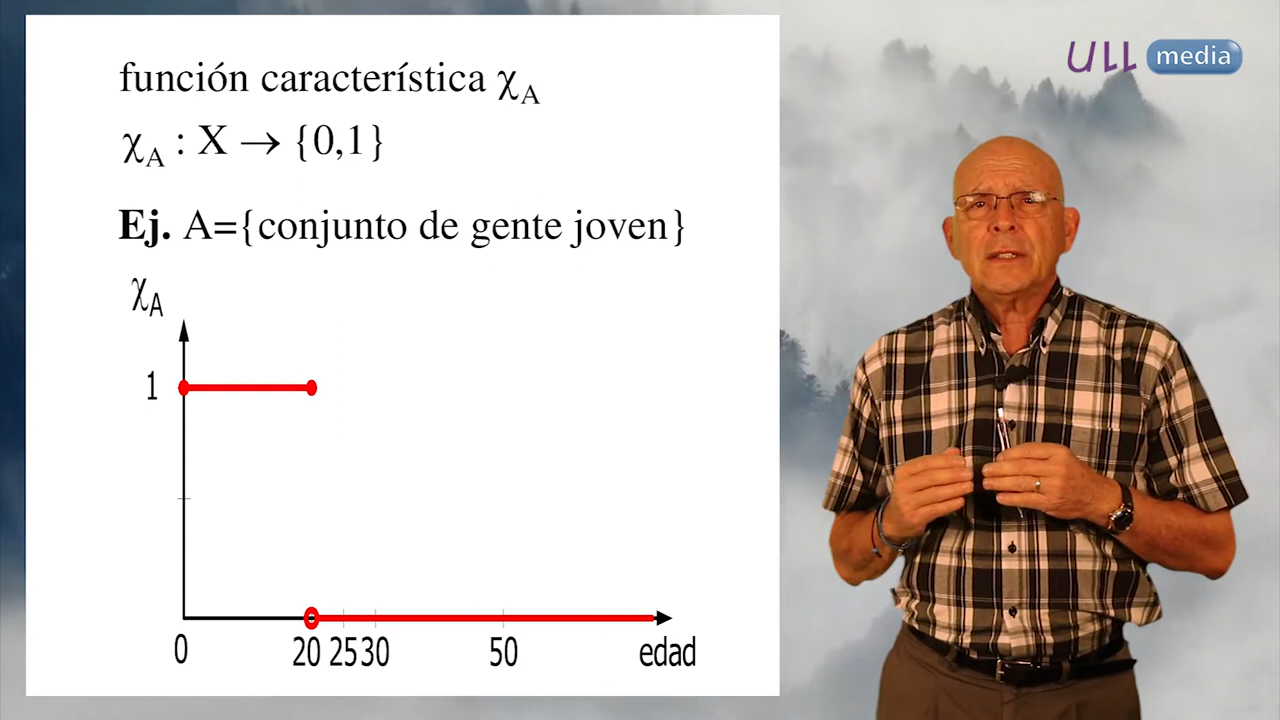 función característica χA
χA : X → {0,1}
Ej. A={conjunto de gente joven}
χA
1
0 20 25 30 50 edad
ULL media